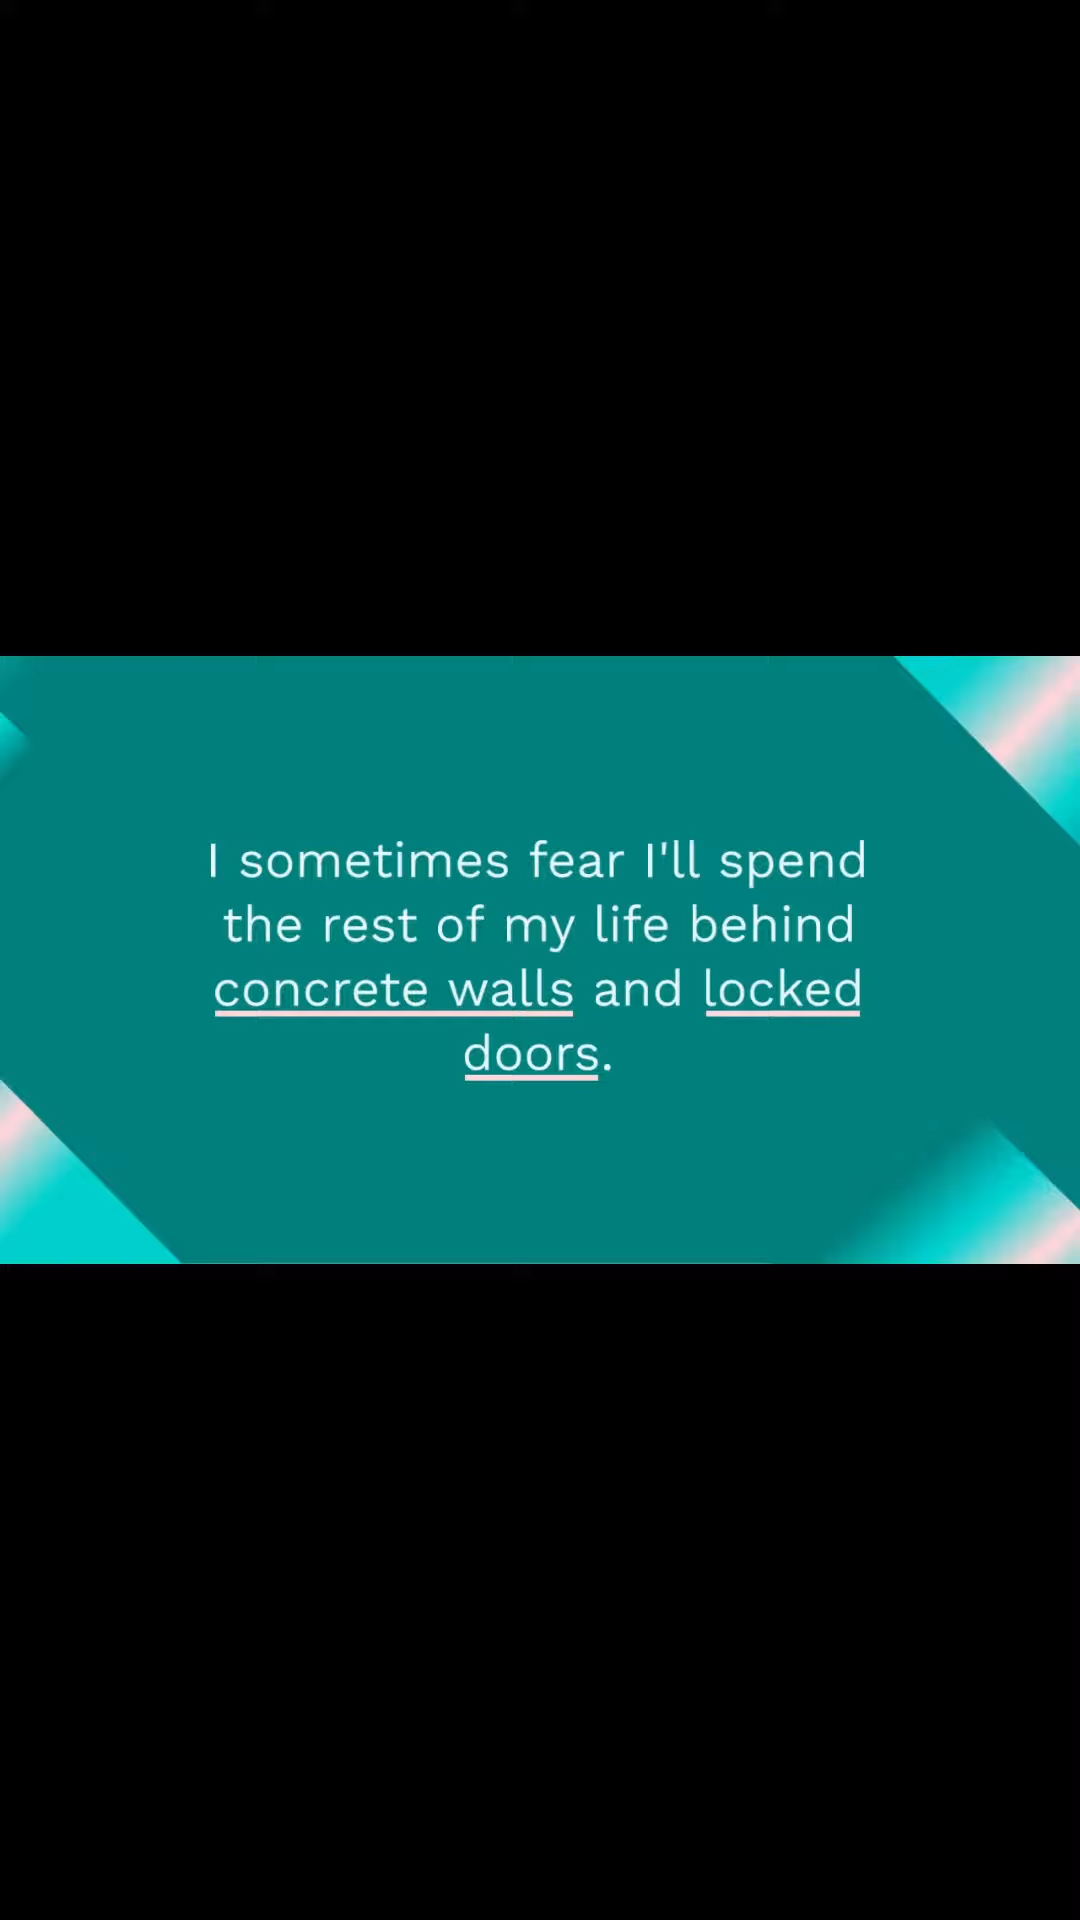 I sometimes fear I'll spend
the rest of my life behind
concrete walls and locked
doors.